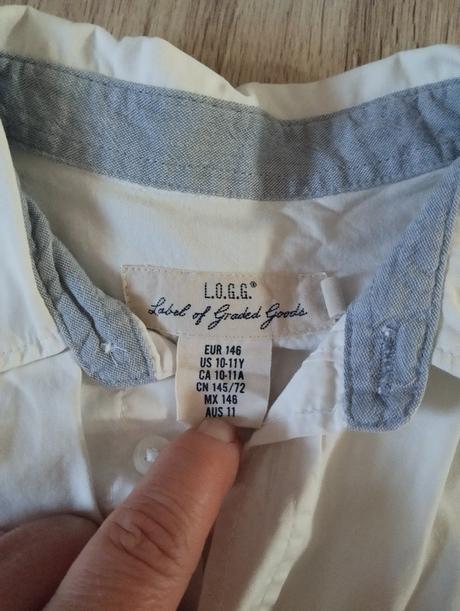 L.O.G.G.®
Label of Graded Goods
EUR 146
US 10-11Y
CA 10-11A
CN 145/72
MX 146
AUS 11